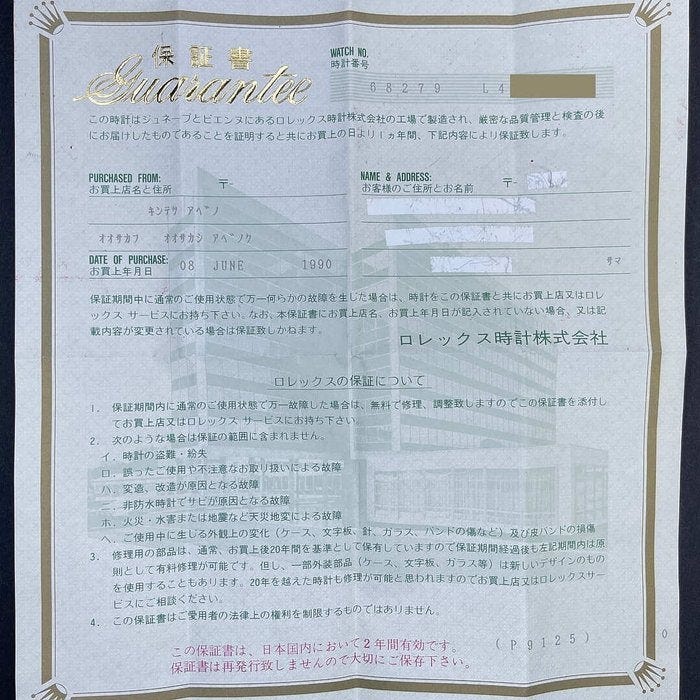 保証書
Guarantee
WATCH NO.
時計番号
68279 L4
この時計はジュネーブとビエンヌにあるロレックス時計株式会社の工場で製造され、厳密な品質管理と検査の後
にお届けしたものであることを証明すると共にお買上の日より1ヵ年間、下記内容により保証致します。
PURCHASED FROM:
お買上店名と住所 〒-
キンテツ アベノ
オオサカフ オオサカシ アベノク
NAME & ADDRESS:
お客様のご住所とお名前 〒-
サマ
DATE OF PURCHASE:
お買上年月日 08 JUNE 1990
保証期間中に通常のご使用状態で万一何らかの故障を生じた場合は、時計をこの保証書と共にお買上店又はロレ
ックス サービスにお持ち下さい。なお、本保証書にお買上店名、お買上年月日が記入されていない場合、又は記
載内容が変更されている場合は保証致しかねます。
ロレックス時計株式会社
ロレックスの保証について
1. 保証期間内に通常のご使用状態で万一故障した場合は、無料で修理、調整致しますのでこの保証書を添付し
てお買上店又はロレックス サービスにお持ち下さい。
2. 次のような場合は保証の範囲に含まれません。
イ. 時計の盗難・紛失
ロ. 誤ったご使用や不注意なお取り扱いによる故障
ハ. 変造、改造が原因となる故障
ニ. 非防水時計でサビが原因となる故障
ホ. 火災・水害または地震など天災地変による故障
ヘ. ご使用中に生じる外観上の変化（ケース、文字板、針、ガラス、バンドの傷など）及び皮バンドの損傷
3. 修理用の部品は、通常、お買上後20年間を基準として保有していますので保証期間経過後も左記期間内は原
則として有料修理が可能です。但し、一部外装部品（ケース、文字板、ガラス等）は新しいデザインのもの
を使用することもあります。20年を越えた時計も修理が可能と思われますのでお買上店又はロレックスサー
ビスにご相談ください。
4. この保証書はご愛用者の法律上の権利を制限するものではありません。
この保証書は、日本国内において2年間有効です。
保証書は再発行致しませんので大切にご保存下さい。
(P9125)
0